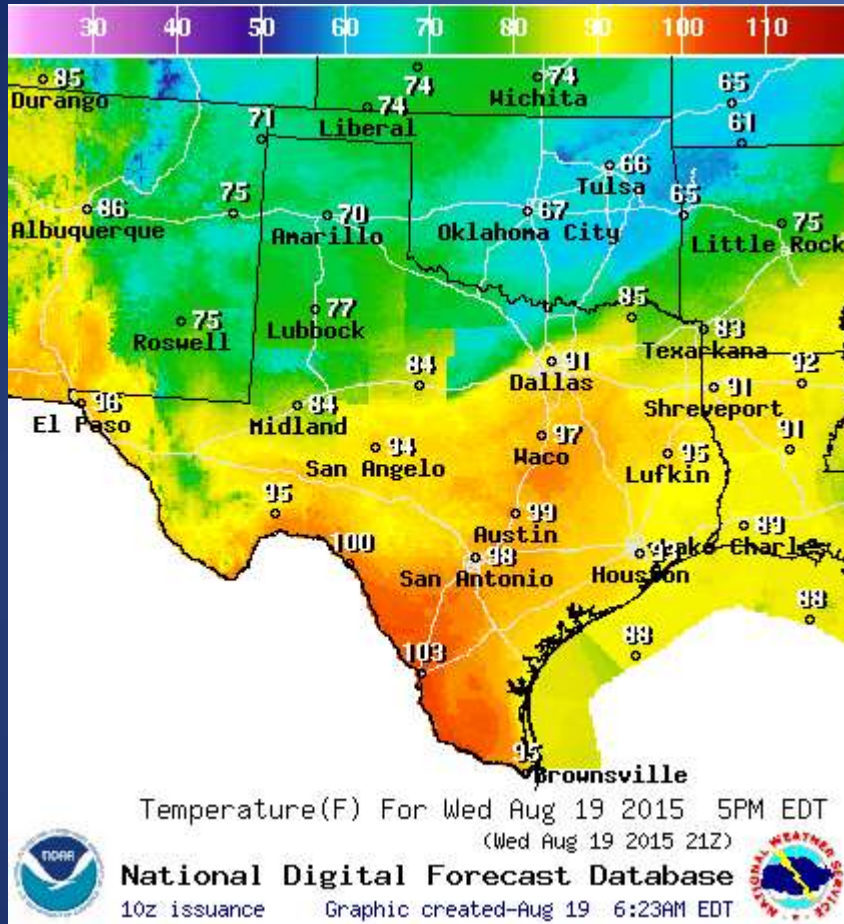 30 40 50 60 70 80 90 100 110
85 74 74 65
Durango 74 Wichita
Liberal
71 61
66
Tulsa
86 75 70 67 65 75
Albuquerque Amarillo Oklahoma City Little Rock
75 77 85
Roswell Lubbock 83
Texarkana
91
Dallas 92
84 91
Shreveport
96 84
El Paso Midland
94 97 95 91
San Angelo Waco Lufkin
95 99 89
Austin
100 98 93 Lake Charles
San Antonio Houston
88
88
103
95
Brownsville
Temperature(F) For Wed Aug 19 2015 5PM EDT
(Wed Aug 19 2015 21Z)
National Digital Forecast Database
10z issuance Graphic created-Aug 19 6:23AM EDT
NOAA
NATIONAL WEATHER SERVICE